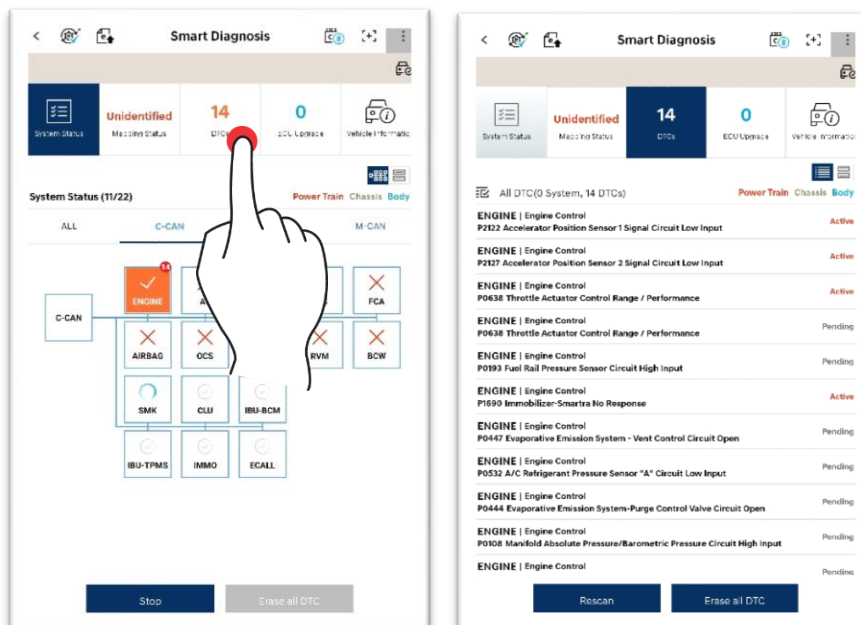 Smart Diagnosis
System Status
Unidentified
Mapping Status
14
DTCs
0
ECU Upgrade
Vehicle Informatic
System Status (11/22)
Power Train Chassis Body
ALL
C-CAN
M-CAN
C-CAN
14
ENGINE
FCA
AIRBAG
OCS
RVM
BCW
SMK
CLU
IBU-BCM
IBU-TPMS
IMMO
ECALL
Stop
Erase all DTC
Smart Diagnosis
System Status
Unidentified
Mapping Status
14
DTCs
0
ECU Upgrade
Vehicle Informatio
All DTC(0 System, 14 DTCs)
Power Train Chassis Body
ENGINE | Engine Control
P2122 Accelerator Position Sensor 1 Signal Circuit Low Input
Active
ENGINE | Engine Control
P2127 Accelerator Position Sensor 2 Signal Circuit Low Input
Active
ENGINE | Engine Control
P0638 Throttle Actuator Control Range / Performance
Active
ENGINE | Engine Control
P0638 Throttle Actuator Control Range / Performance
Pending
ENGINE | Engine Control
P0193 Fuel Rail Pressure Sensor Circuit High Input
Pending
ENGINE | Engine Control
P1690 Immobilizer-Smartra No Response
Active
ENGINE | Engine Control
P0447 Evaporative Emission System - Vent Control Circuit Open
Pending
ENGINE | Engine Control
P0532 A/C Refrigerant Pressure Sensor "A" Circuit Low Input
Pending
ENGINE | Engine Control
P0444 Evaporative Emission System-Purge Control Valve Circuit Open
Pending
ENGINE | Engine Control
P0108 Manifold Absolute Pressure/Barometric Pressure Circuit High Input
Pending
ENGINE | Engine Control
Pending
Rescan
Erase all DTC